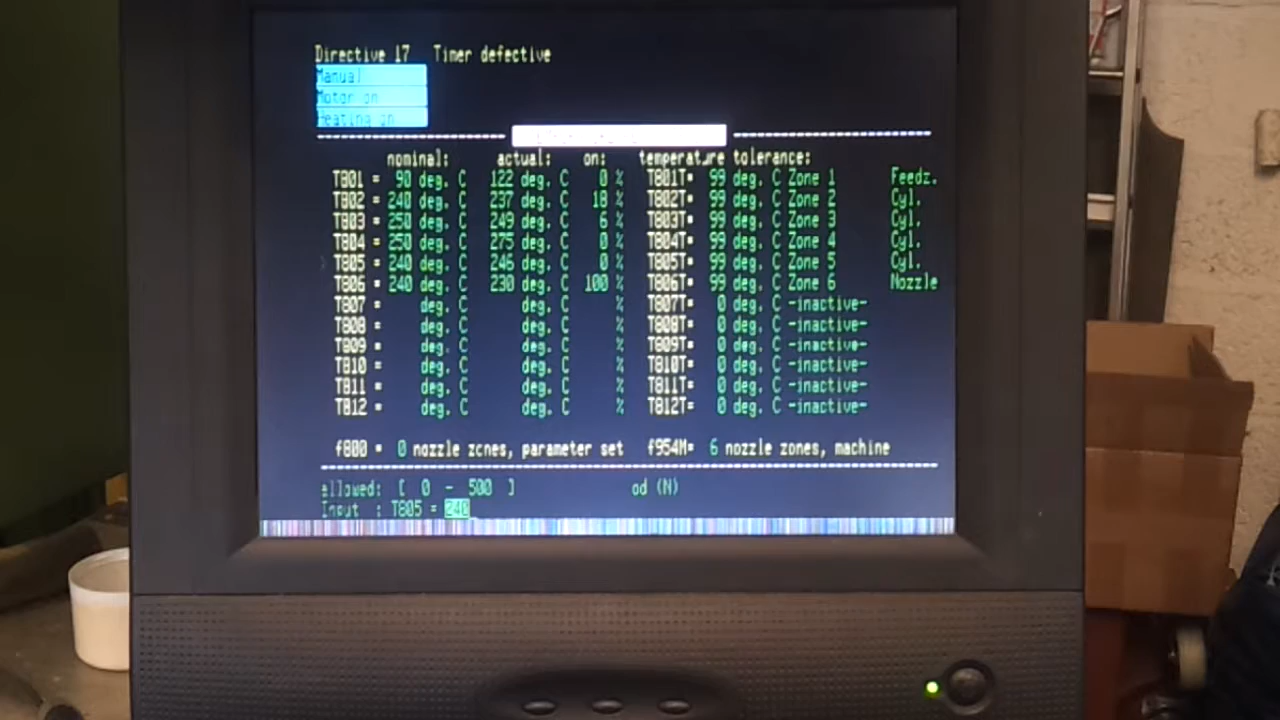 Directive 17 Timer defective
Manual
Motor on
Heating on
nominal: actual: on: temperature tolerance:
T801 = 90 deg. C 122 deg. C 0 % T801T= 99 deg. C Zone 1 Feedz.
T802 = 240 deg. C 237 deg. C 18 % T802T= 99 deg. C Zone 2 Cyl.
T803 = 250 deg. C 249 deg. C 6 % T803T= 99 deg. C Zone 3 Cyl.
T804 = 250 deg. C 275 deg. C 0 % T804T= 99 deg. C Zone 4 Cyl.
T805 = 240 deg. C 246 deg. C 0 % T805T= 99 deg. C Zone 5 Cyl.
T806 = 240 deg. C 230 deg. C 100 % T806T= 99 deg. C Zone 6 Nozzle
T807 = deg. C deg. C % T807T= 0 deg. C -inactive-
T808 = deg. C deg. C % T808T= 0 deg. C -inactive-
T809 = deg. C deg. C % T809T= 0 deg. C -inactive-
T810 = deg. C deg. C % T810T= 0 deg. C -inactive-
T811 = deg. C deg. C % T811T= 0 deg. C -inactive-
T812 = deg. C deg. C % T812T= 0 deg. C -inactive-
f800 = 0 nozzle zones, parameter set f954M= 6 nozzle zones, machine
allowed: [ 0 - 500 ] od (N)
Input : T805 = 240